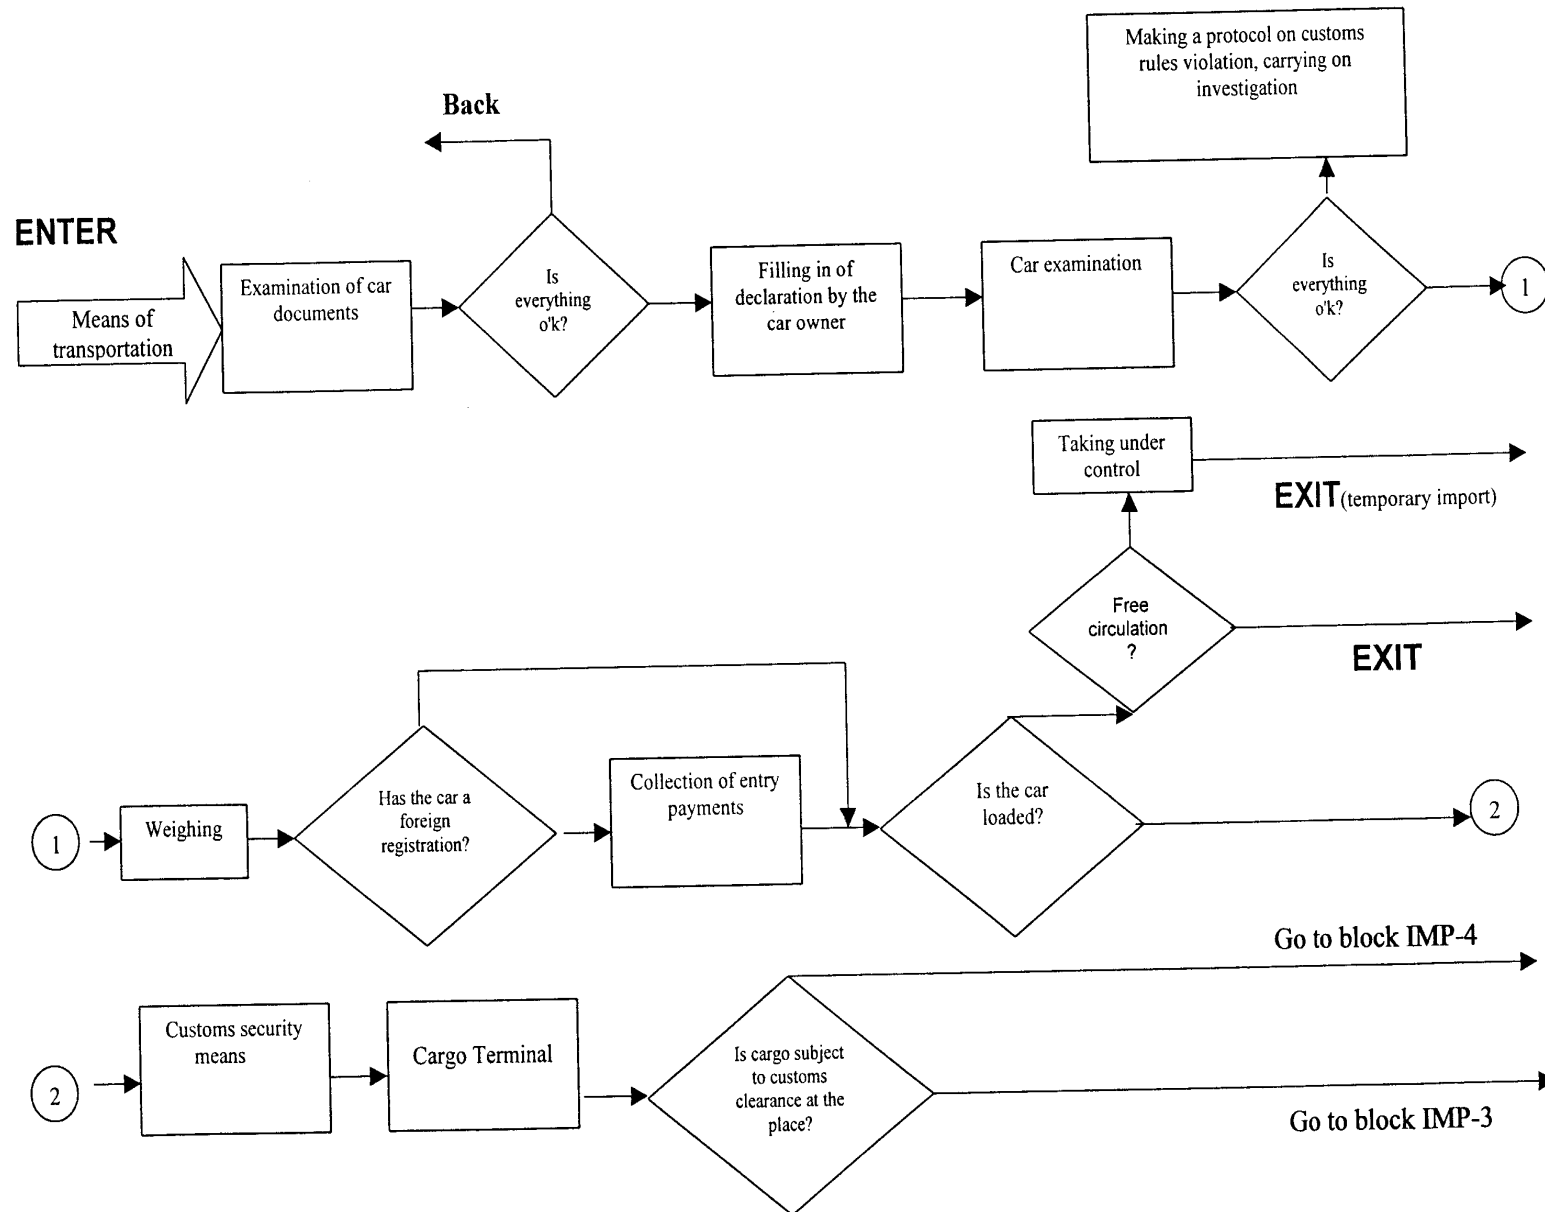 Making a protocol on customs
rules violation, carrying on
investigation
Back
ENTER
Means of
transportation
Examination of car
documents
Is
everything
o'k?
Filling in of
declaration by the
car owner
Car examination
Is
everything
o'k?
1
Taking under
control
EXIT(temporary import)
Free
circulation
?
EXIT
1
Weighing
Has the car a
foreign
registration?
Collection of entry
payments
Is the car
loaded?
2
Go to block IMP-4
2
Customs security
means
Cargo Terminal
Is cargo subject
to customs
clearance at the
place?
Go to block IMP-3